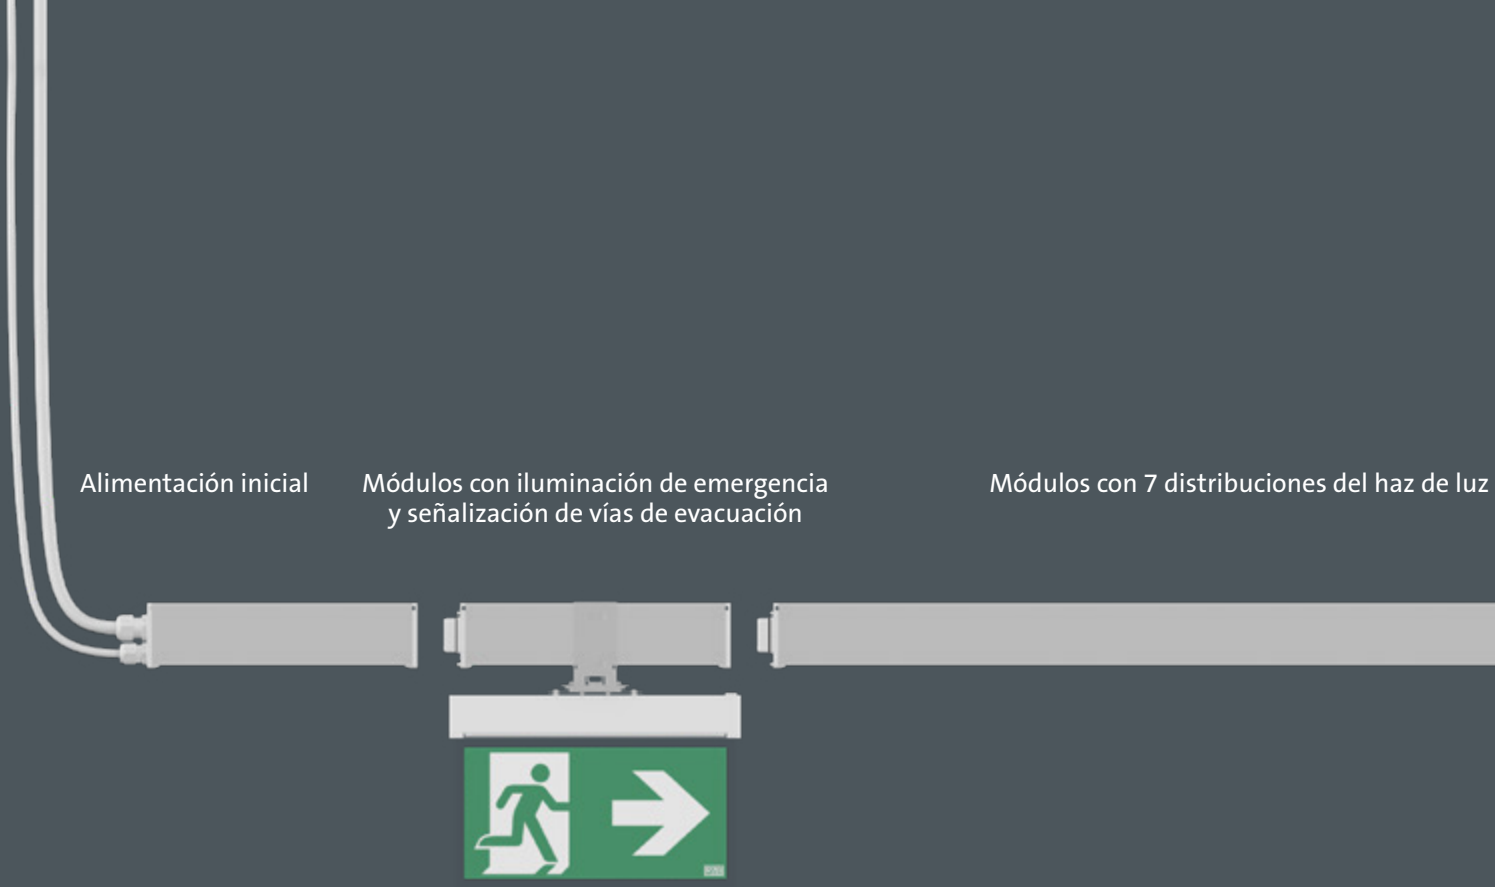 Alimentación inicial
Módulos con iluminación de emergencia
y señalización de vías de evacuación
Módulos con 7 distribuciones del haz de luz